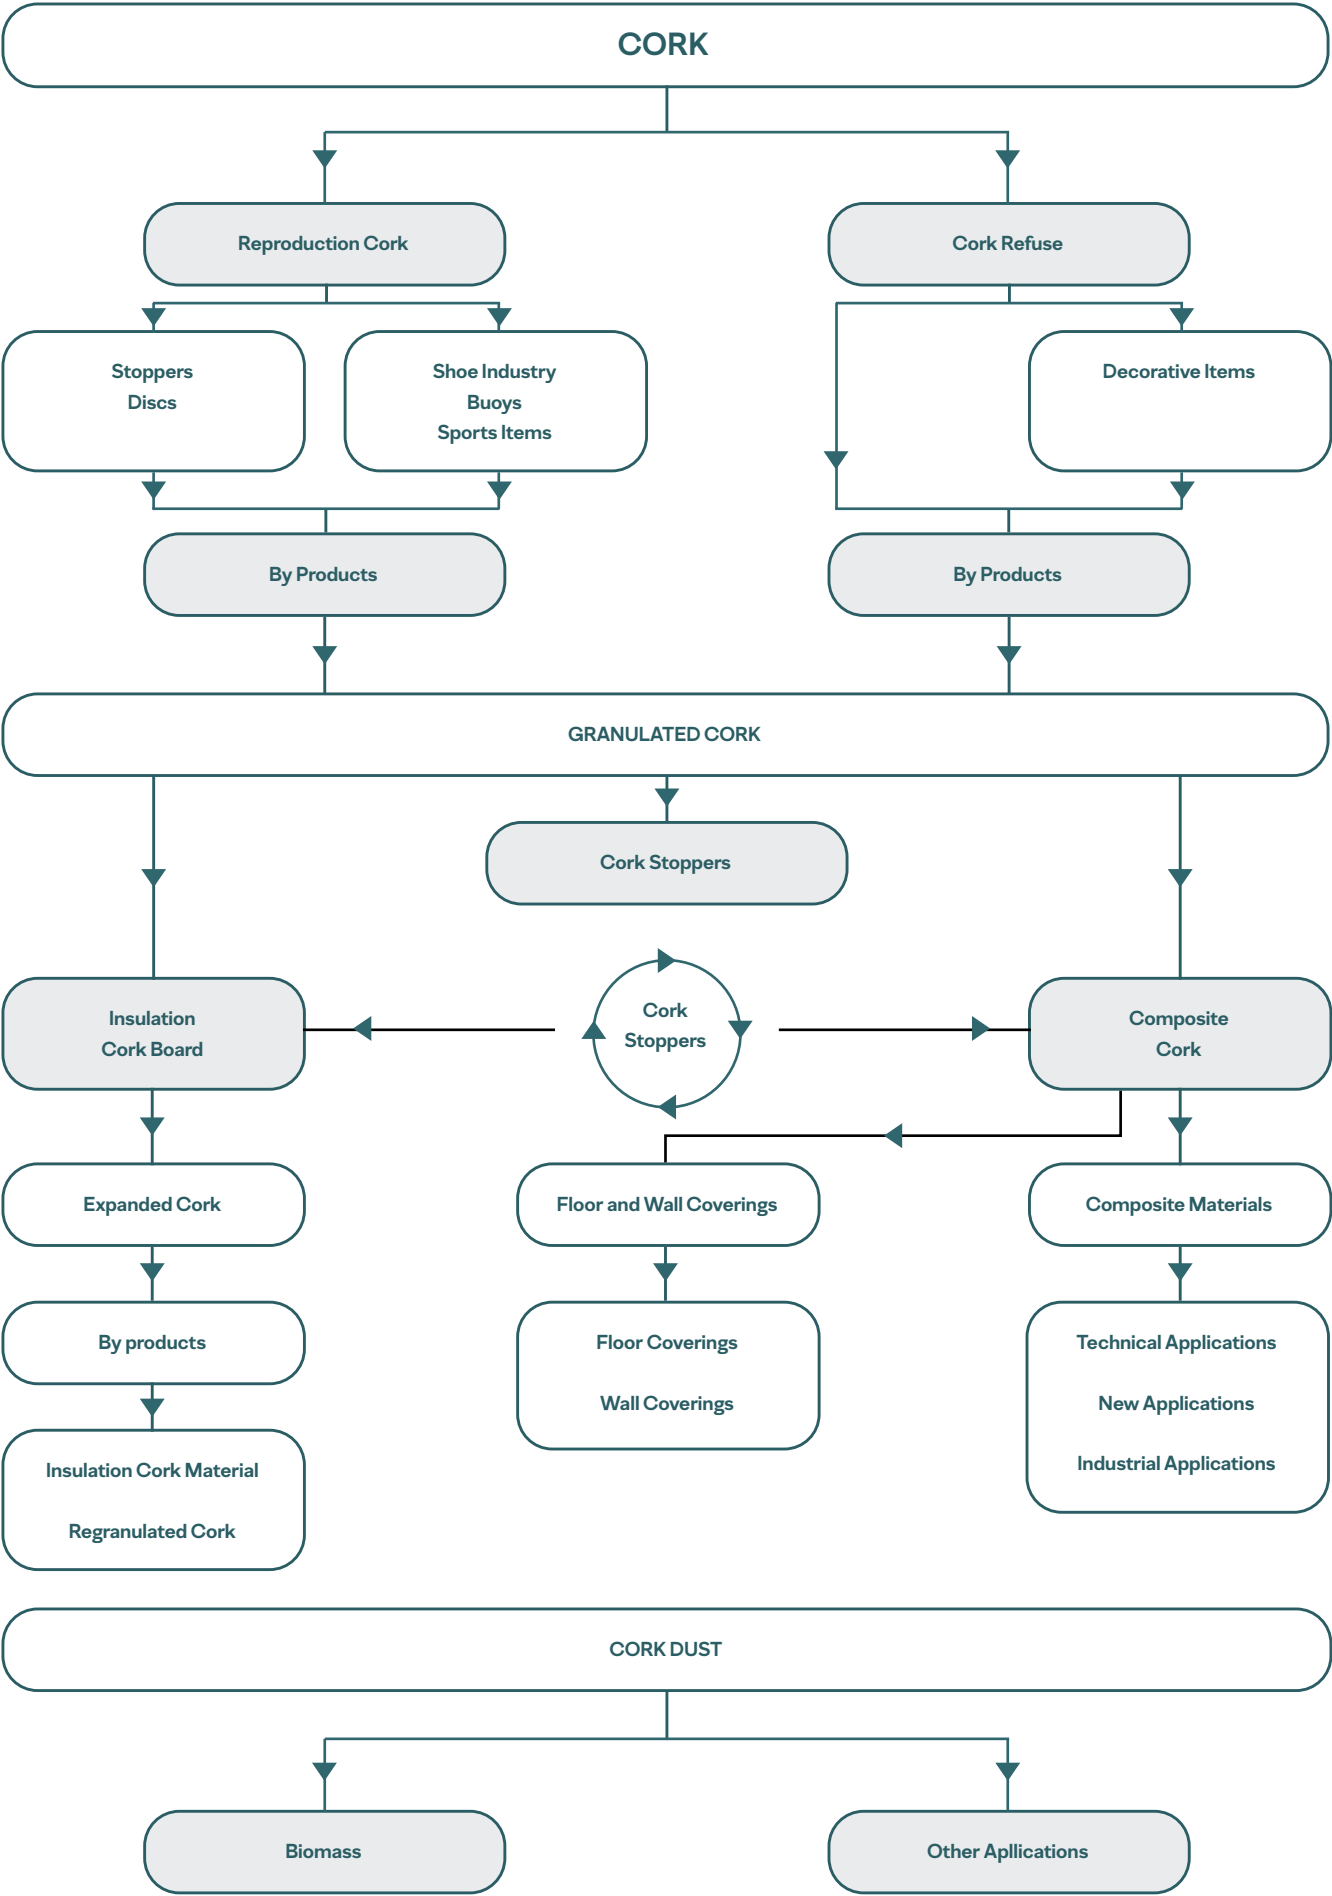 CORK
Reproduction Cork
Cork Refuse
Stoppers
Discs
Shoe Industry
Buoys
Sports Items
Decorative Items
By Products
By Products
GRANULATED CORK
Cork Stoppers
Insulation
Cork Board
Cork
Stoppers
Composite
Cork
Expanded Cork
Floor and Wall Coverings
Composite Materials
By products
Floor Coverings
Wall Coverings
Technical Applications
New Applications
Industrial Applications
Insulation Cork Material
Regranulated Cork
CORK DUST
Biomass
Other Apllications